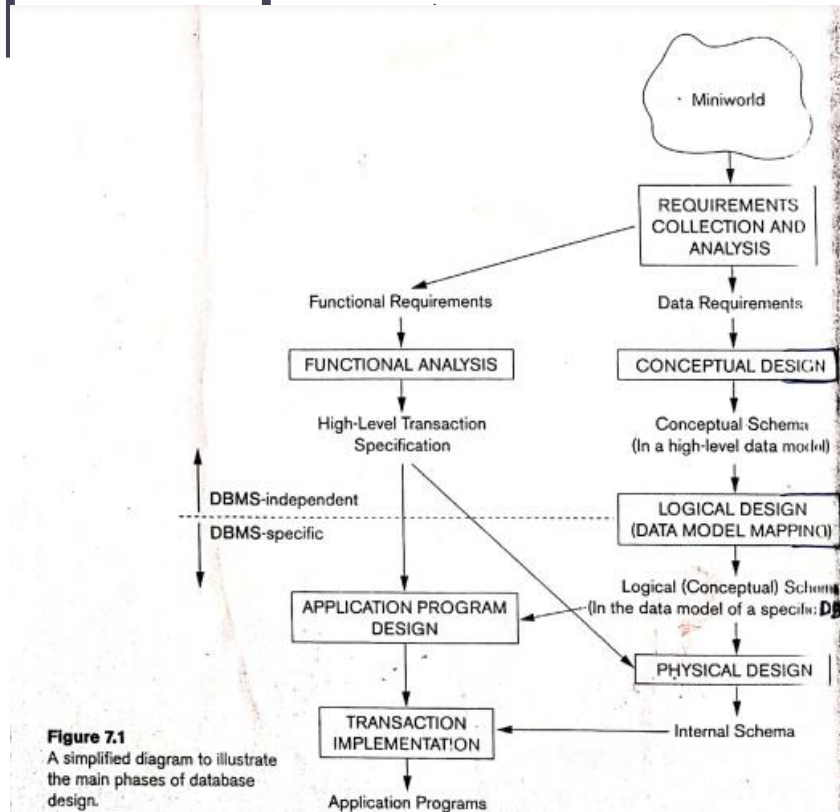 Miniworld
REQUIREMENTS
COLLECTION AND
ANALYSIS
Functional Requirements
Data Requirements
FUNCTIONAL ANALYSIS
CONCEPTUAL DESIGN
High-Level Transaction
Specification
Conceptual Schema
(In a high-level data model)
DBMS-independent
DBMS-specific
LOGICAL DESIGN
(DATA MODEL MAPPING)
Logical (Conceptual) Schema
(In the data model of a specific DB
APPLICATION PROGRAM
DESIGN
PHYSICAL DESIGN
TRANSACTION
IMPLEMENTATION
Internal Schema
Application Programs
Figure 7.1
A simplified diagram to illustrate
the main phases of database
design.